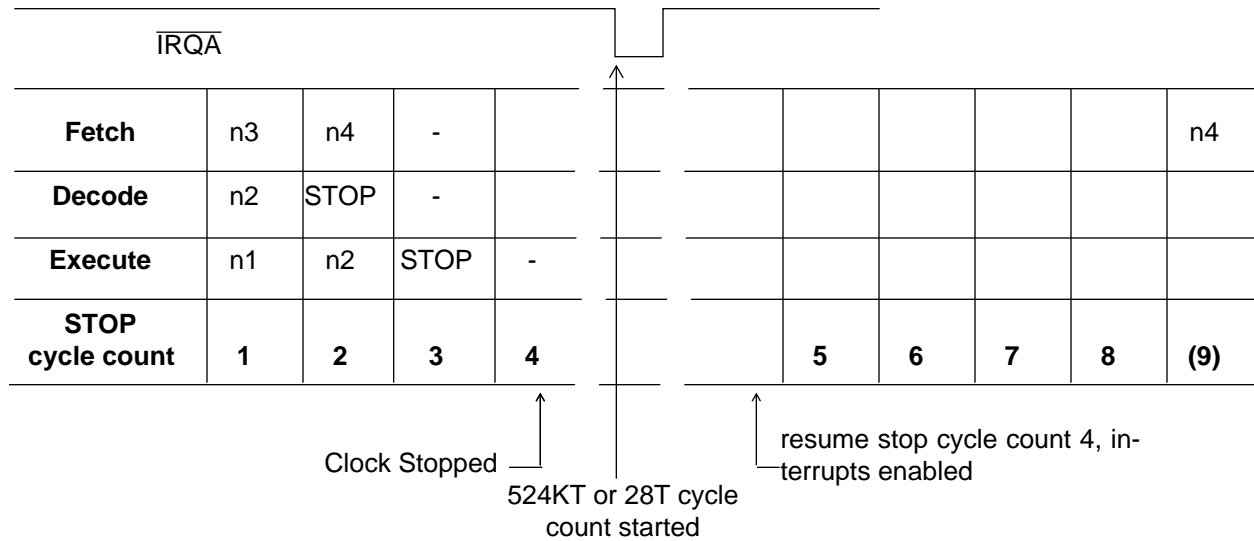 IRQA
Fetch n3 n4 - n4
Decode n2 STOP -
Execute n1 n2 STOP -
STOP
cycle count 1 2 3 4 5 6 7 8 (9)
Clock Stopped
524KT or 28T cycle
count started
resume stop cycle count 4, in-
terrupts enabled